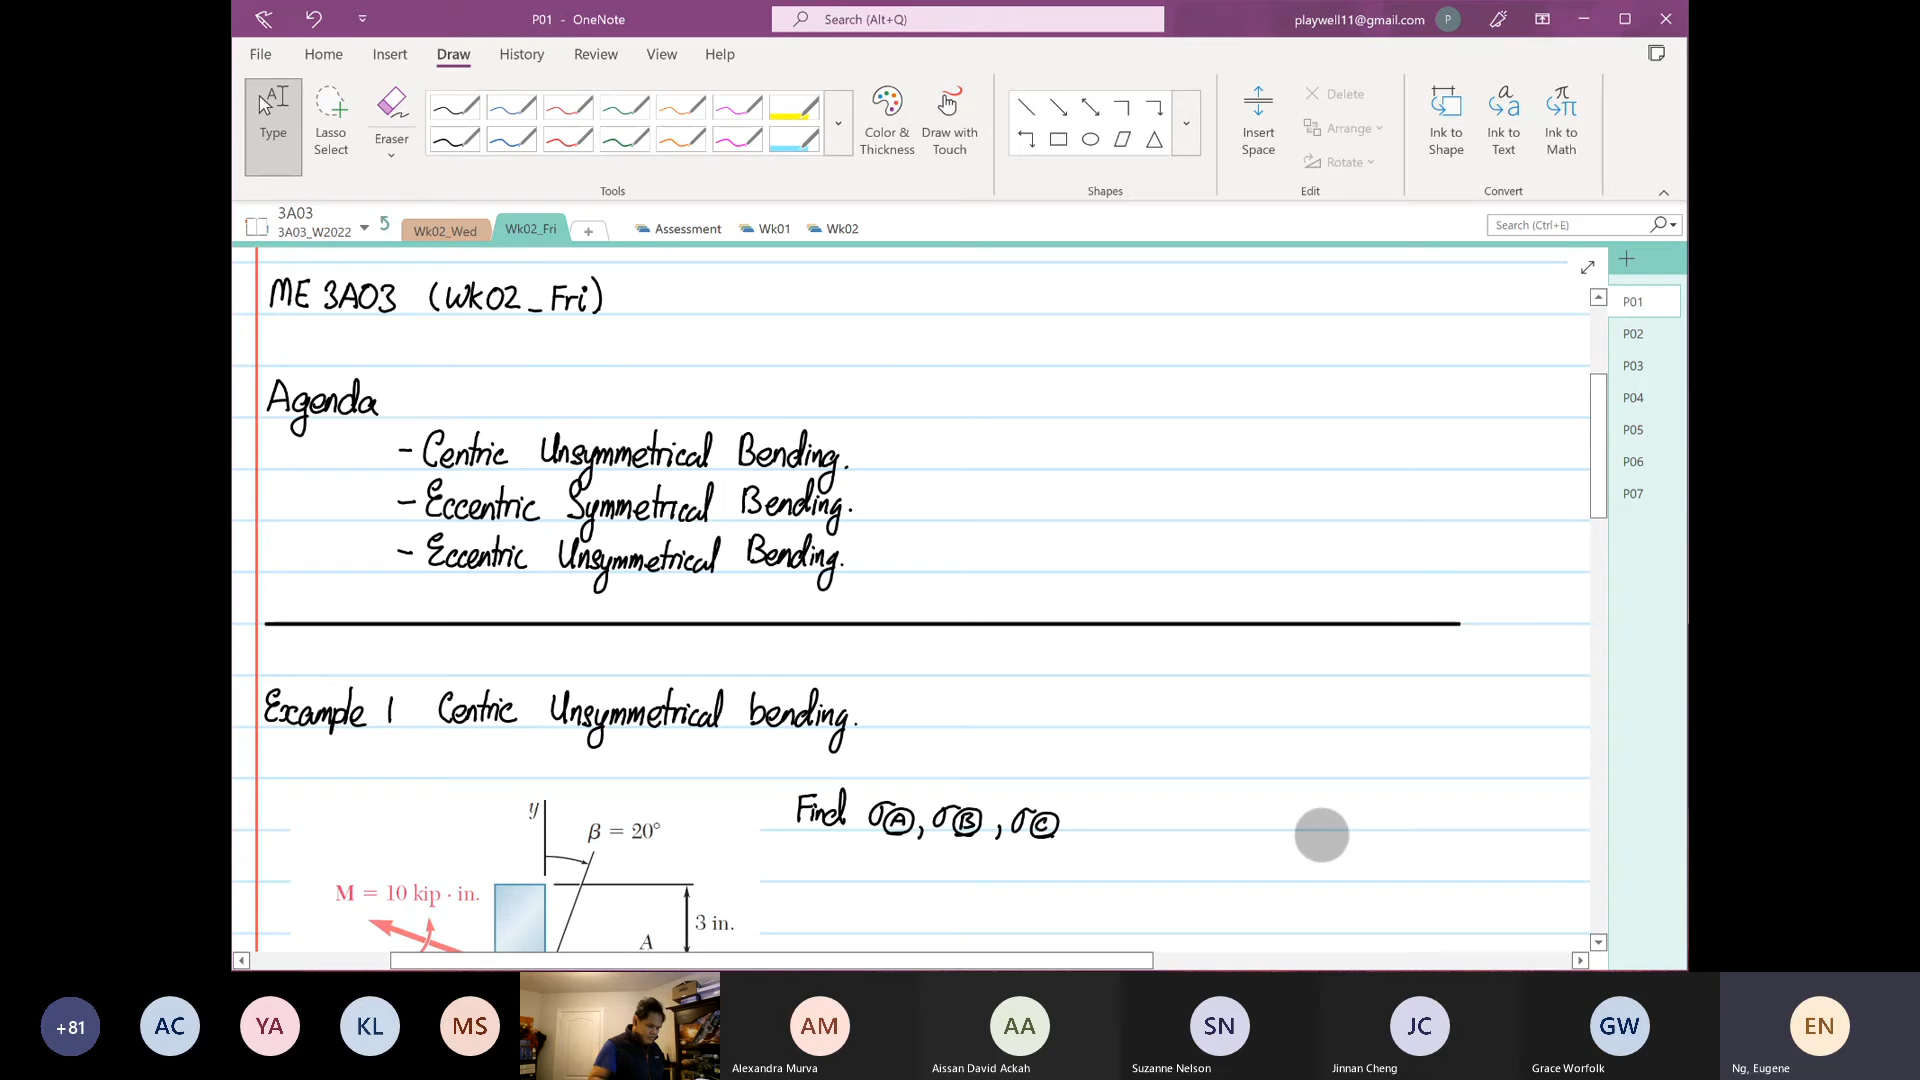 P01 - OneNote
Search (Alt+Q)
playwell11@gmail.com
P
File Home Insert Draw History Review View Help
Type
Lasso Select
Eraser
Color & Thickness
Draw with Touch
Insert Space
Delete
Arrange
Rotate
Ink to Shape
Ink to Text
Ink to Math
Tools
Shapes
Edit
Convert
3A03
3A03_W2022
Wk02_Wed
Wk02_Fri
Assessment
Wk01
Wk02
Search (Ctrl+E)
ME 3A03 (Wk02_Fri)
P01
P02
P03
P04
P05
P06
P07
Agenda
- Centric Unsymmetrical Bending.
- Eccentric Symmetrical Bending.
- Eccentric Unsymmetrical Bending.
Example 1 Centric Unsymmetrical bending.
Find σA, σB, σC
y
β = 20°
M = 10 kip · in.
3 in.
A
+81
AC
YA
KL
MS
AM
Alexandra Murva
AA
Aissan David Ackah
SN
Suzanne Nelson
JC
Jinnan Cheng
GW
Grace Worfolk
EN
Ng, Eugene